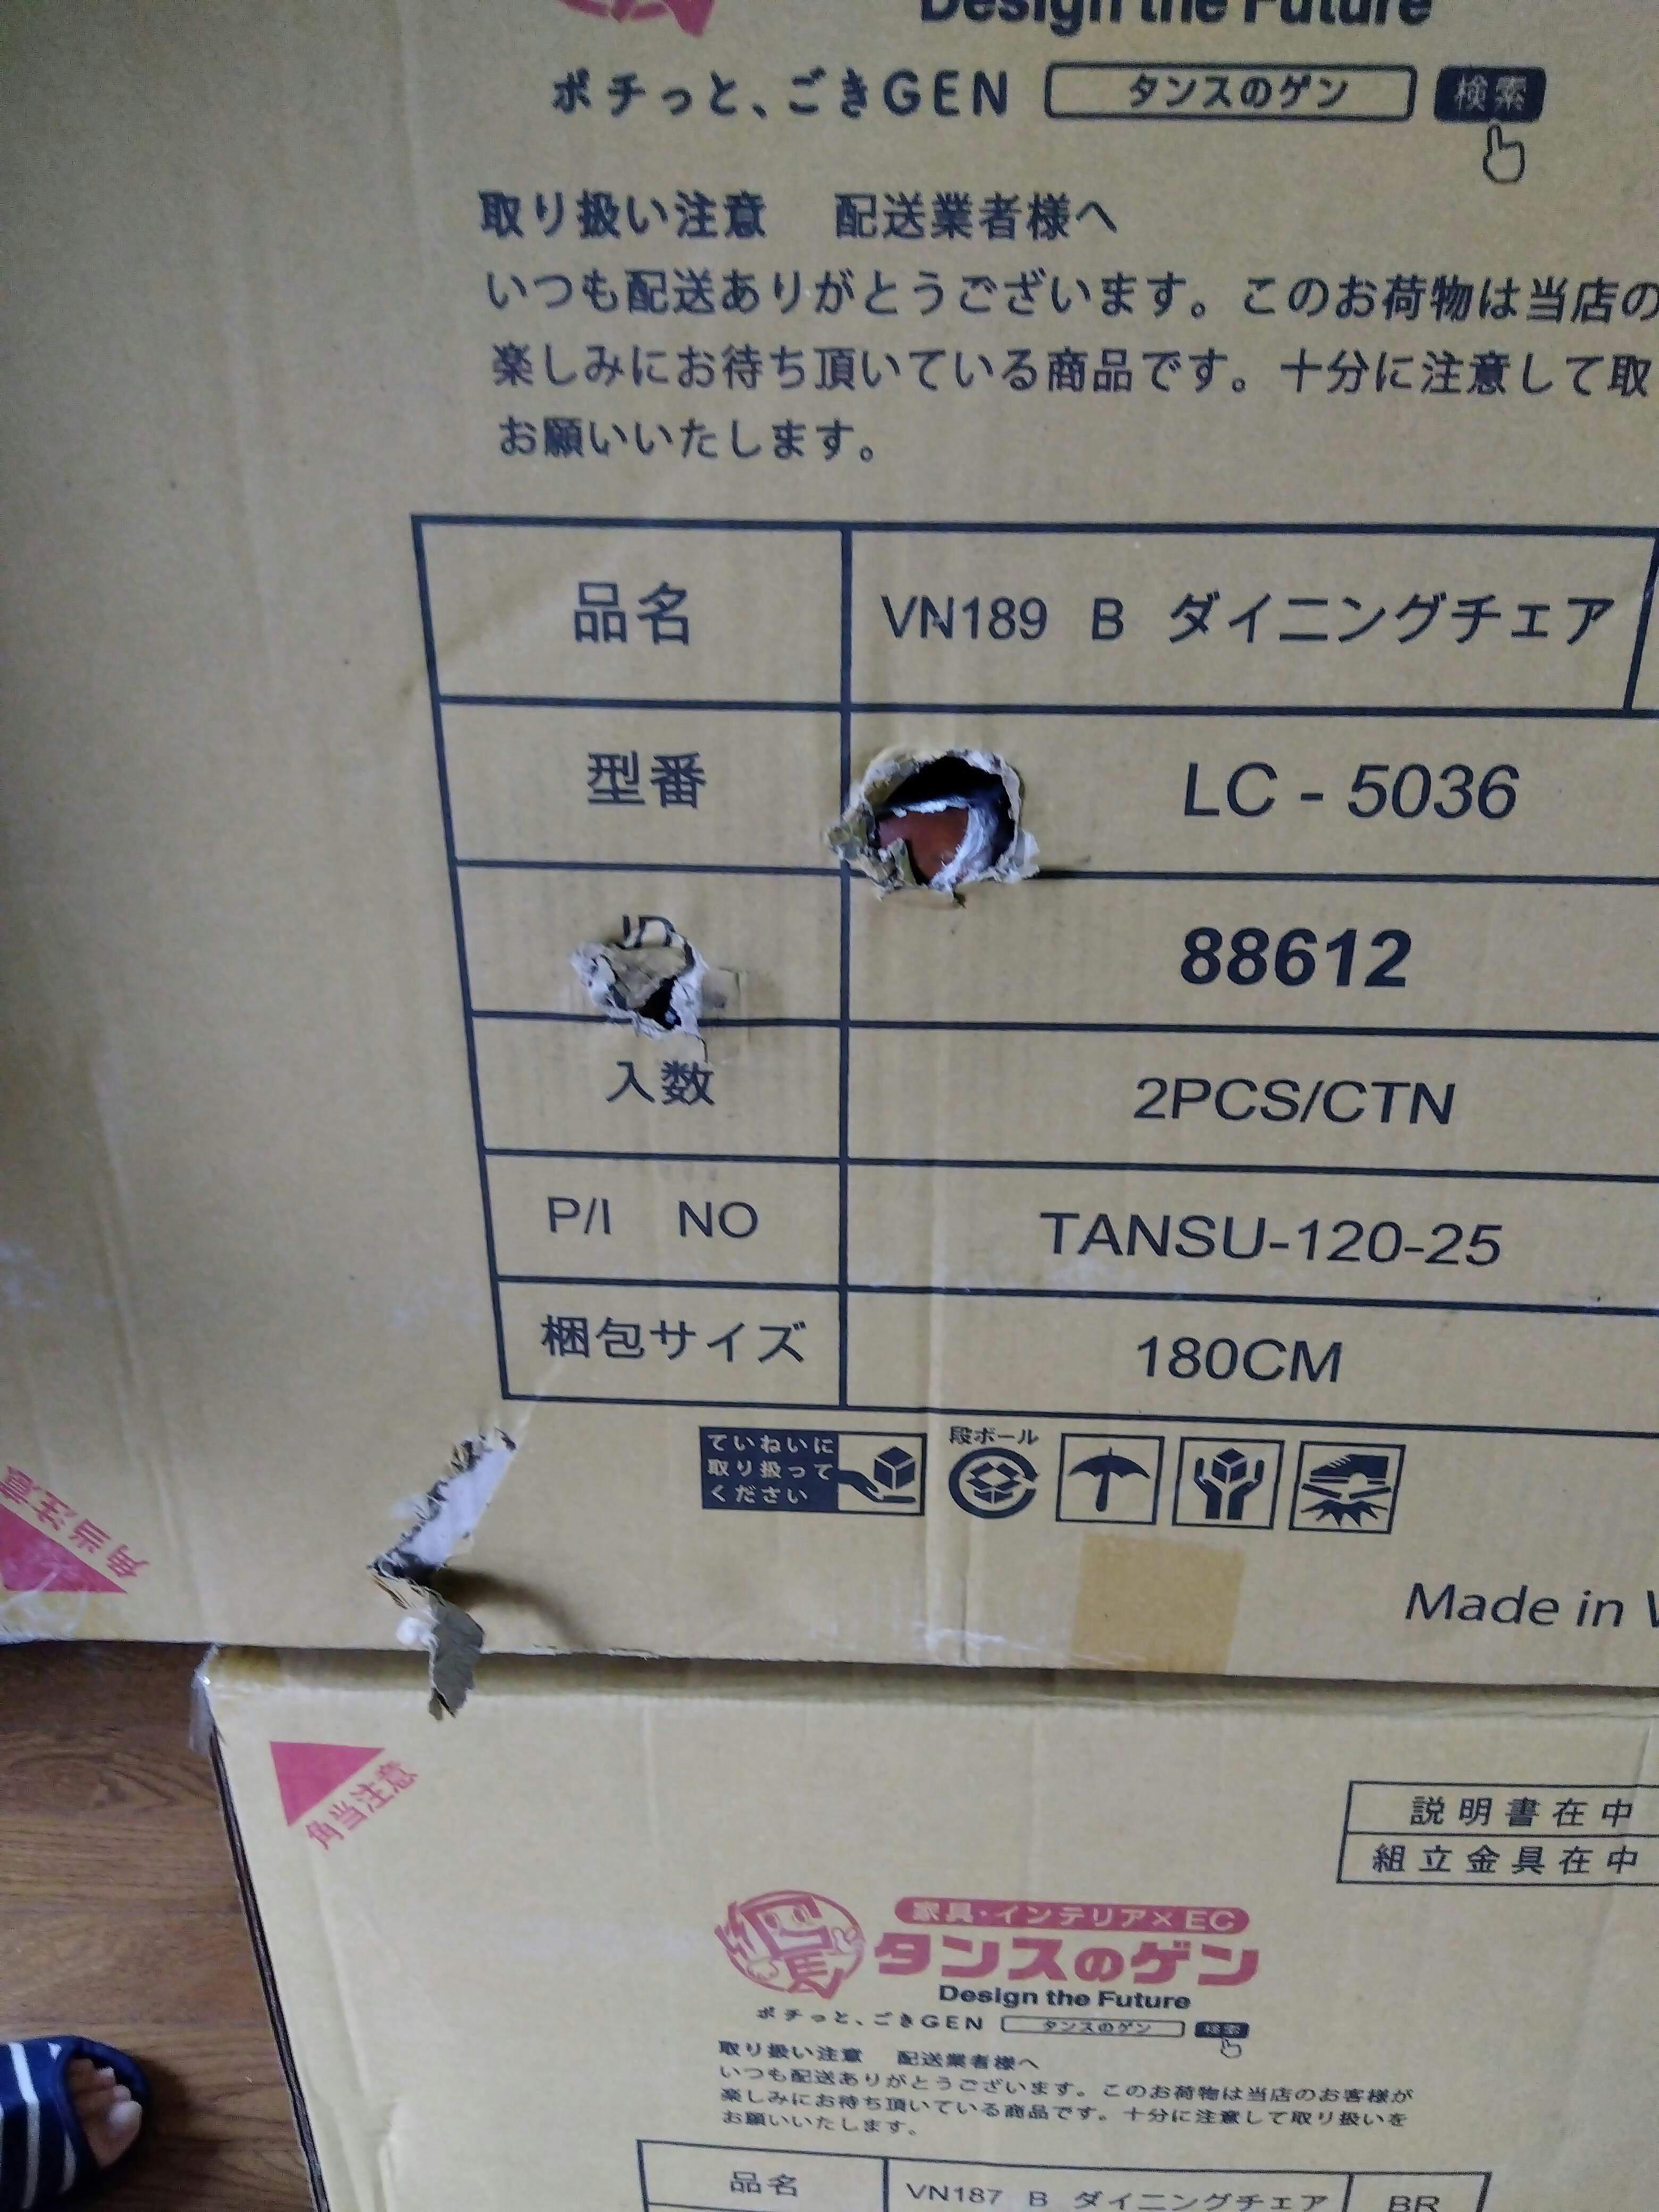 Design the Future
ポチっと、ごきGEN タンスのゲン 検索
取り扱い注意 配送業者様へ
いつも配送ありがとうございます。このお荷物は当店の
楽しみにお待ち頂いている商品です。十分に注意して取
お願いいたします。
品名 VN189 B ダイニングチェア
型番 LC - 5036
ID 88612
入数 2PCS/CTN
P/I NO TANSU-120-25
梱包サイズ 180CM
ていねいに
取り扱って
ください
段ボール
Made in
角当注意
角当注意
説明書在中
組立金具在中
家具・インテリア×EC
タンスのゲン
Design the Future
ポチっと、ごきGEN タンスのゲン 検索
取り扱い注意 配送業者様へ
いつも配送ありがとうございます。このお荷物は当店のお客様が
楽しみにお待ち頂いている商品です。十分に注意して取り扱いを
お願いいたします。
品名 VN187 B ダイニングチェア BR